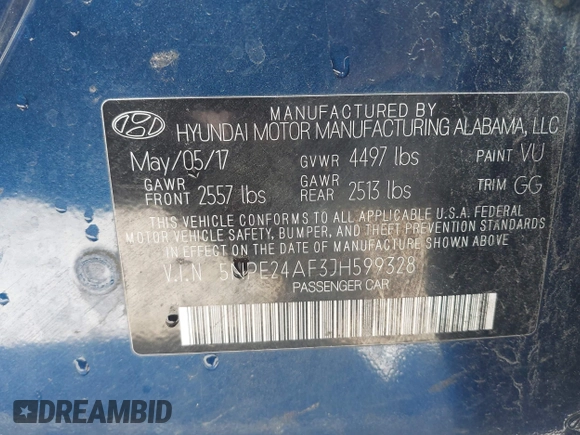 MANUFACTURED BY
HYUNDAI MOTOR MANUFACTURING ALABAMA, LLC
May/05/17 GVWR 4497 lbs PAINT VU
GAWR FRONT 2557 lbs GAWR REAR 2513 lbs TRIM GG
THIS VEHICLE CONFORMS TO ALL APPLICABLE U.S.A. FEDERAL
MOTOR VEHICLE SAFETY, BUMPER, AND THEFT PREVENTION STANDARDS
IN EFFECT ON THE DATE OF MANUFACTURE SHOWN ABOVE.
V.I.N 5NPE24AF3JH599328
PASSENGER CAR
DREAMBID